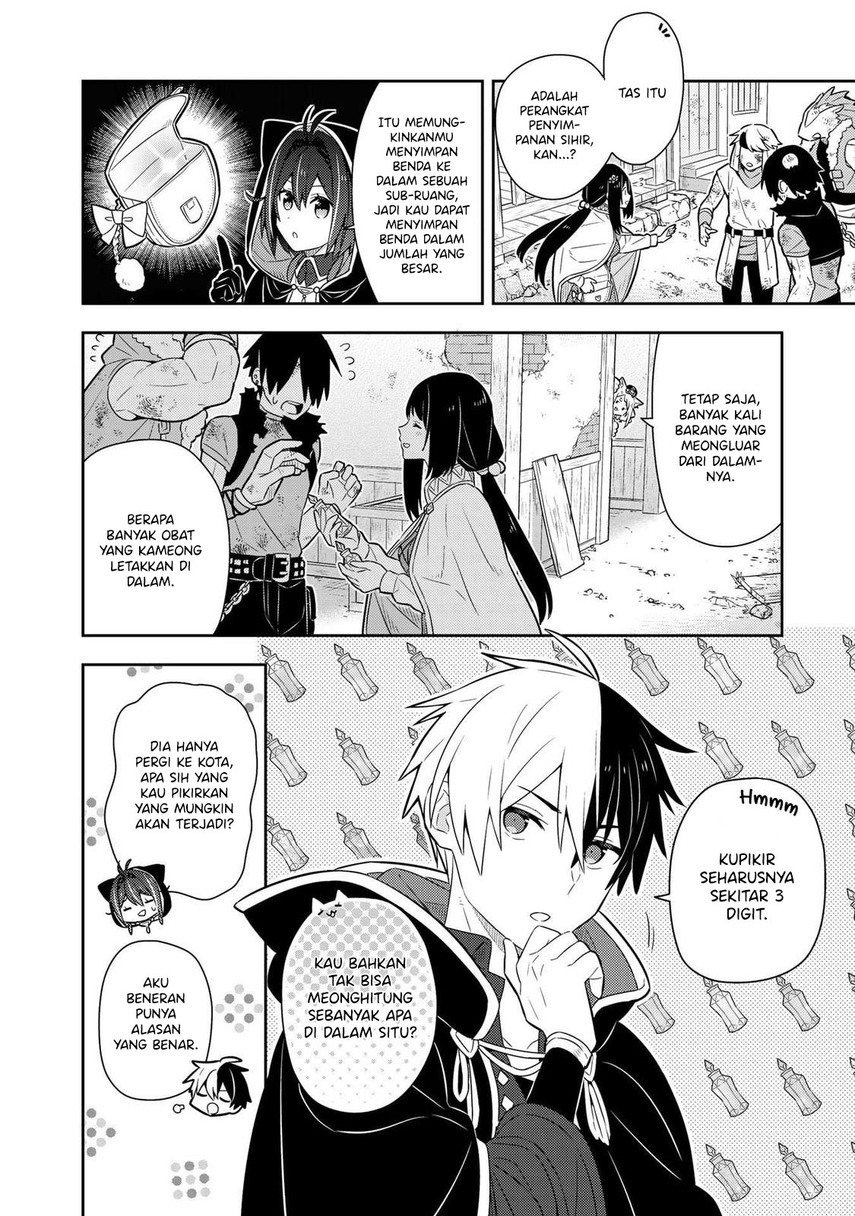 TAS ITU
ADALAH
PERANGKAT
PENYIM-
PANAN SIHIR,
KAN...?
ITU MEMUNG-
KINKANMU
MENYIMPAN
BENDA KE
DALAM SEBUAH
SUB-RUANG,
JADI KAU DAPAT
MENYIMPAN
BENDA DALAM
JUMLAH YANG
BESAR.
TETAP SAJA,
BANYAK KALI
BARANG YANG
MEONGLUAR
DARI DALAM-
NYA.
BERAPA
BANYAK OBAT
YANG KAMEONG
LETAKKAN DI
DALAM.
Hmmm
KUPIKIR
SEHARUSNYA
SEKITAR 3
DIGIT.
KAU BAHKAN
TAK BISA
MEONGHITUNG
SEBANYAK APA
DI DALAM SITU?
DIA HANYA
PERGI KE KOTA,
APA SIH YANG
KAU PIKIRKAN
YANG MUNGKIN
AKAN TERJADI?
AKU
BENERAN
PUNYA
ALASAN
YANG BENAR.